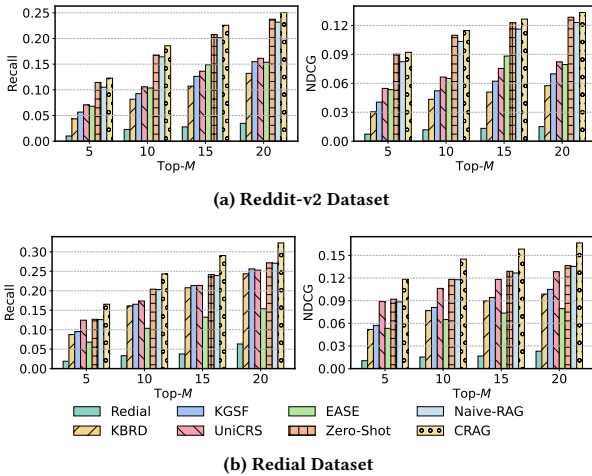 0.25
0.20
0.15
0.10
0.05
0.00
Recall
5 10 15 20
Top-M
0.12
0.09
0.06
0.03
0.00
NDCG
5 10 15 20
Top-M
(a) Reddit-v2 Dataset
0.30
0.25
0.20
0.15
0.10
0.05
0.00
Recall
5 10 15 20
Top-M
0.15
0.12
0.09
0.06
0.03
0.00
NDCG
5 10 15 20
Top-M
Redial KGSF EASE Naive-RAG
KBRD UniCRS Zero-Shot CRAG
(b) Redial Dataset